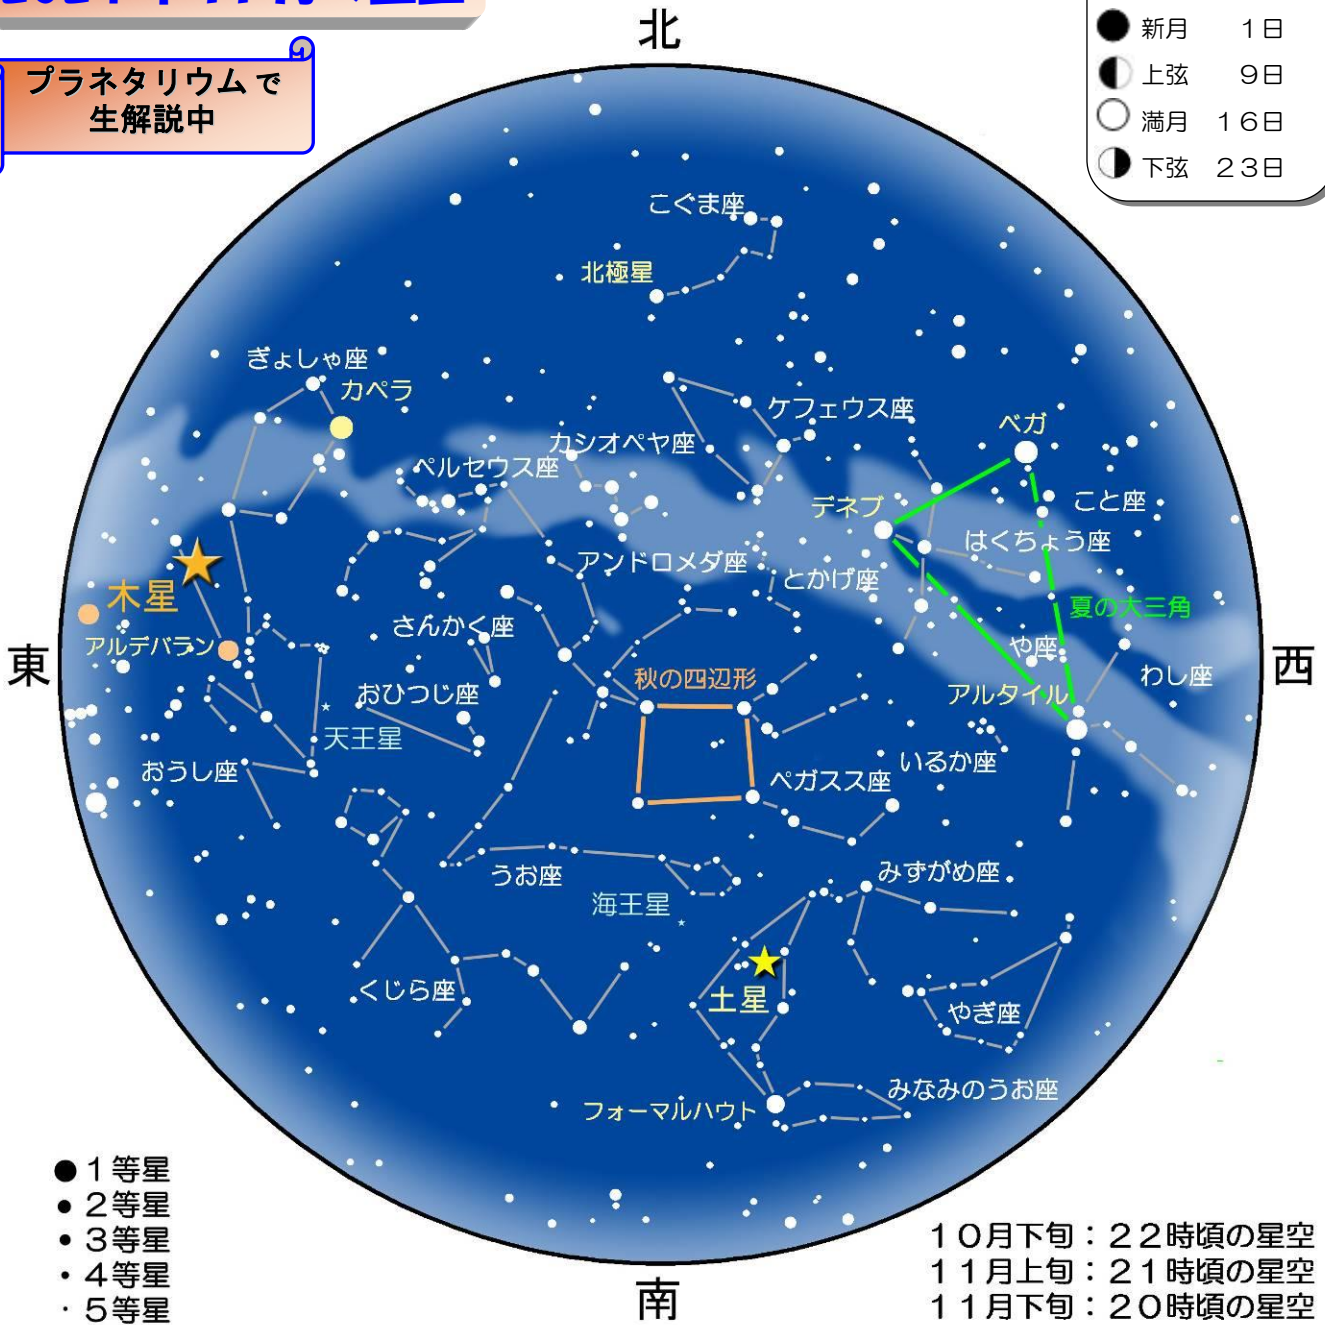 プラネタリウムで
生解説中
新月 1日
上弦 9日
満月 16日
下弦 23日
北
こぐま座
北極星
ぎょしゃ座
カペラ
ケフェウス座
ベガ
カシオペヤ座
ペルセウス座
デネブ
こと座
はくちょう座
アンドロメダ座
とかげ座
木星
夏の大三角
さんかく座
アルデバラン
や座
東
西
秋の四辺形
わし座
おひつじ座
アルタイル
天王星
いるか座
おうし座
ペガスス座
うお座
みずがめ座
海王星
くじら座
土星
やぎ座
みなみのうお座
フォーマルハウト
南
1等星
2等星
3等星
4等星
5等星
10月下旬：22時頃の星空
11月上旬：21時頃の星空
11月下旬：20時頃の星空